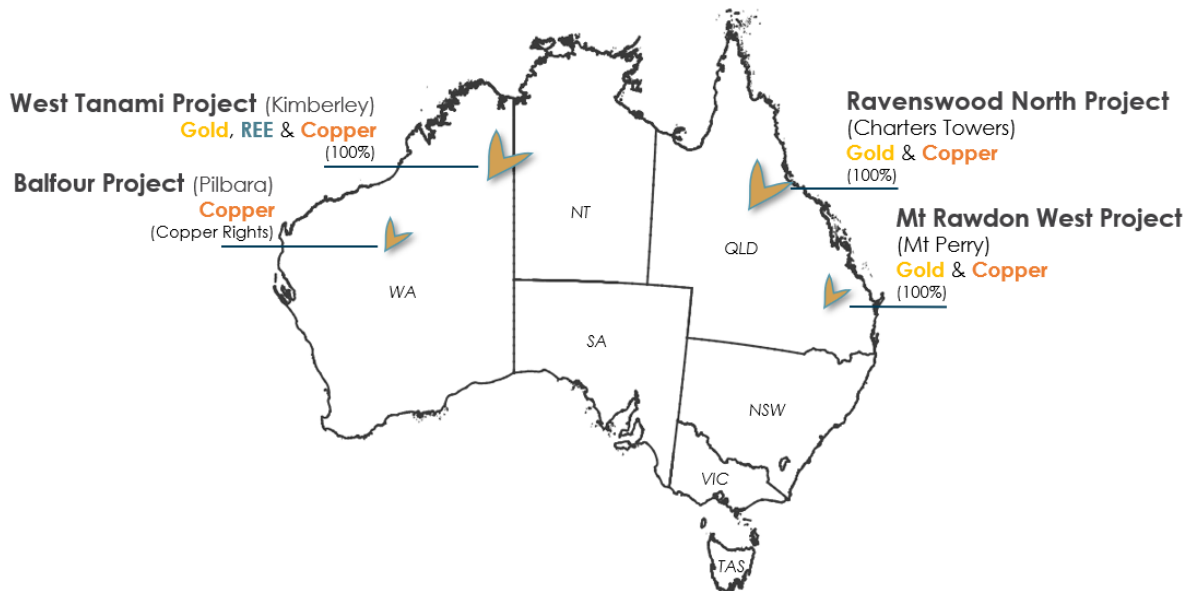 West Tanami Project (Kimberley)
Gold, REE & Copper
(100%)
Balfour Project (Pilbara)
Copper
(Copper Rights)
Ravenswood North Project
(Charters Towers)
Gold & Copper
(100%)
Mt Rawdon West Project
(Mt Perry)
Gold & Copper
(100%)
NT
QLD
WA
SA
NSW
VIC
TAS